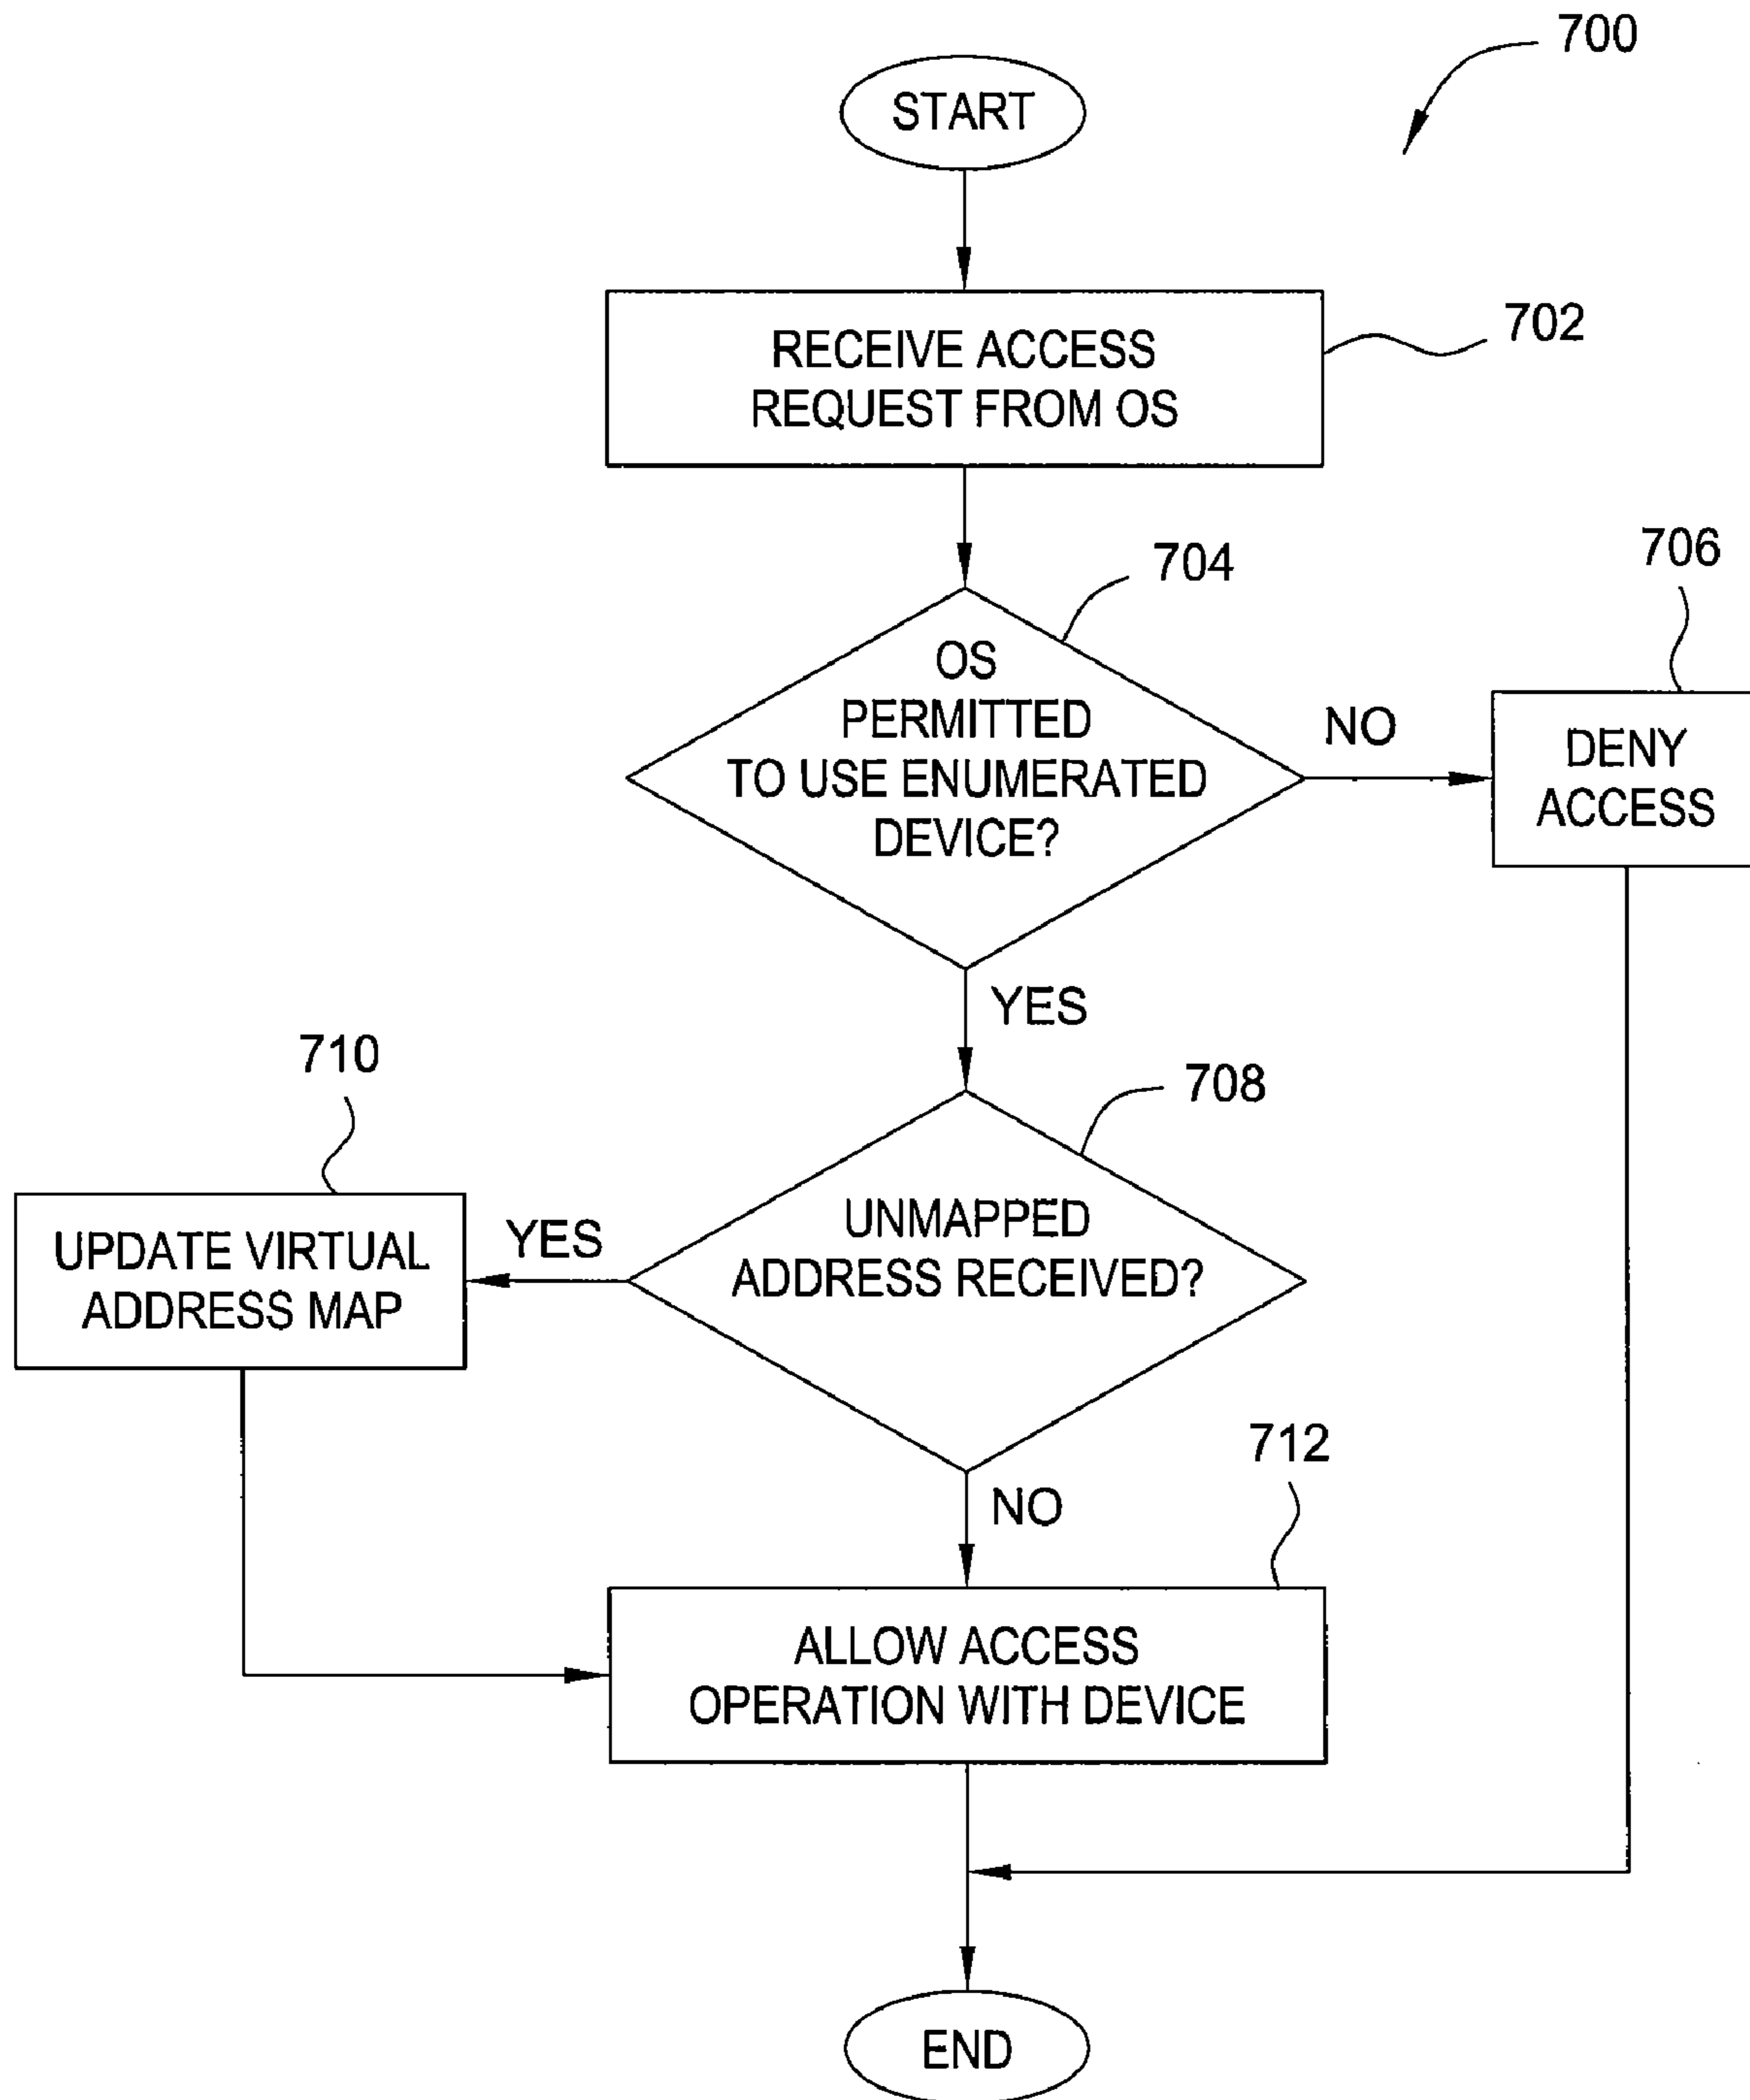 700
START
RECEIVE ACCESS
REQUEST FROM OS
702
704
OS
PERMITTED
TO USE ENUMERATED
DEVICE?
NO
706
DENY
ACCESS
YES
708
UNMAPPED
ADDRESS RECEIVED?
YES
710
UPDATE VIRTUAL
ADDRESS MAP
NO
712
ALLOW ACCESS
OPERATION WITH DEVICE
END